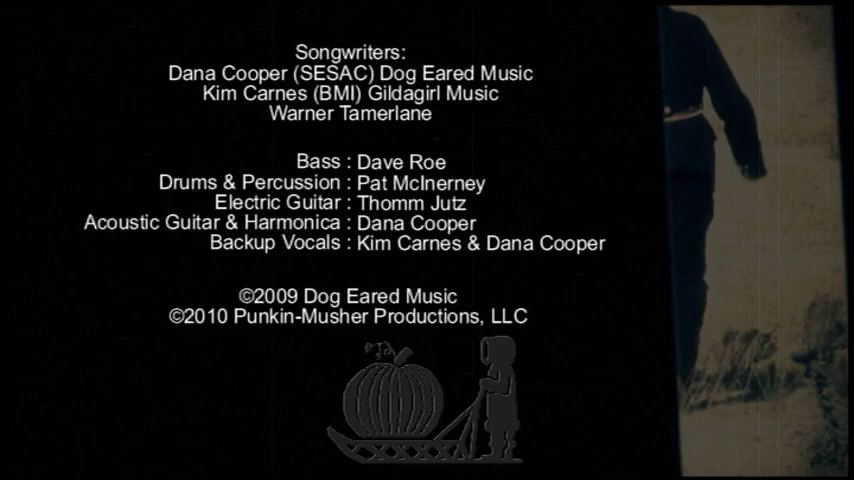 Songwriters:
Dana Cooper (SESAC) Dog Eared Music
Kim Carnes (BMI) Gildagirl Music
Warner Tamerlane
Bass : Dave Roe
Drums & Percussion : Pat McInerney
Electric Guitar : Thomm Jutz
Acoustic Guitar & Harmonica : Dana Cooper
Backup Vocals : Kim Carnes & Dana Cooper
©2009 Dog Eared Music
©2010 Punkin-Musher Productions, LLC